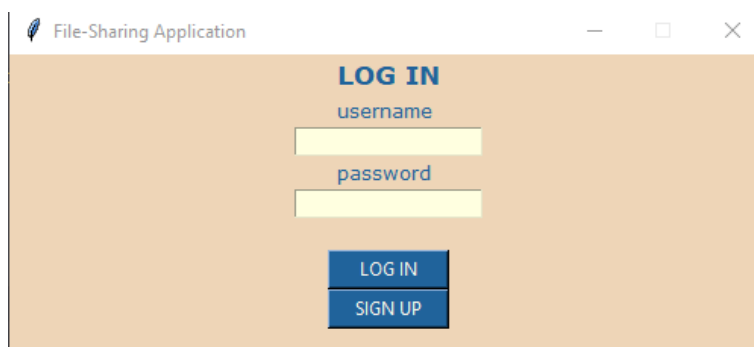 File-Sharing Application
LOG IN
username
password
LOG IN
SIGN UP